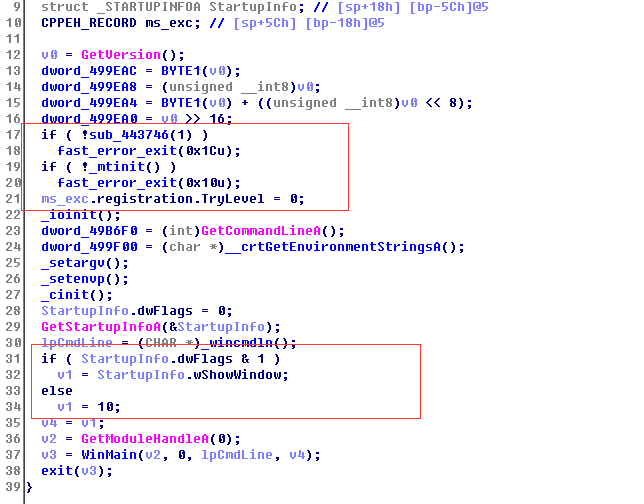 9 struct _STARTUPINFOA StartupInfo; // [sp+18h] [bp-5Ch]@5
10 CPPEH_RECORD ms_exc; // [sp+5Ch] [bp-18h]@5
11
12 v0 = GetVersion();
13 dword_499EAC = BYTE1(v0);
14 dword_499EA8 = (unsigned __int8)v0;
15 dword_499EA4 = BYTE1(v0) + ((unsigned __int8)v0 << 8);
16 dword_499EA0 = v0 >> 16;
17 if ( !sub_443746(1) )
18 fast_error_exit(0x1Cu);
19 if ( !_mtinit() )
20 fast_error_exit(0x10u);
21 ms_exc.registration.TryLevel = 0;
22 _ioinit();
23 dword_49B6F0 = (int)GetCommandLineA();
24 dword_499F00 = (char *)__crtGetEnvironmentStringsA();
25 _setargv();
26 _setenvp();
27 _cinit();
28 StartupInfo.dwFlags = 0;
29 GetStartupInfoA(&StartupInfo);
30 lpCmdLine = (CHAR *)_wincmdln();
31 if ( StartupInfo.dwFlags & 1 )
32 v1 = StartupInfo.wShowWindow;
33 else
34 v1 = 10;
35 v4 = v1;
36 v2 = GetModuleHandleA(0);
37 v3 = WinMain(v2, 0, lpCmdLine, v4);
38 exit(v3);
39 }